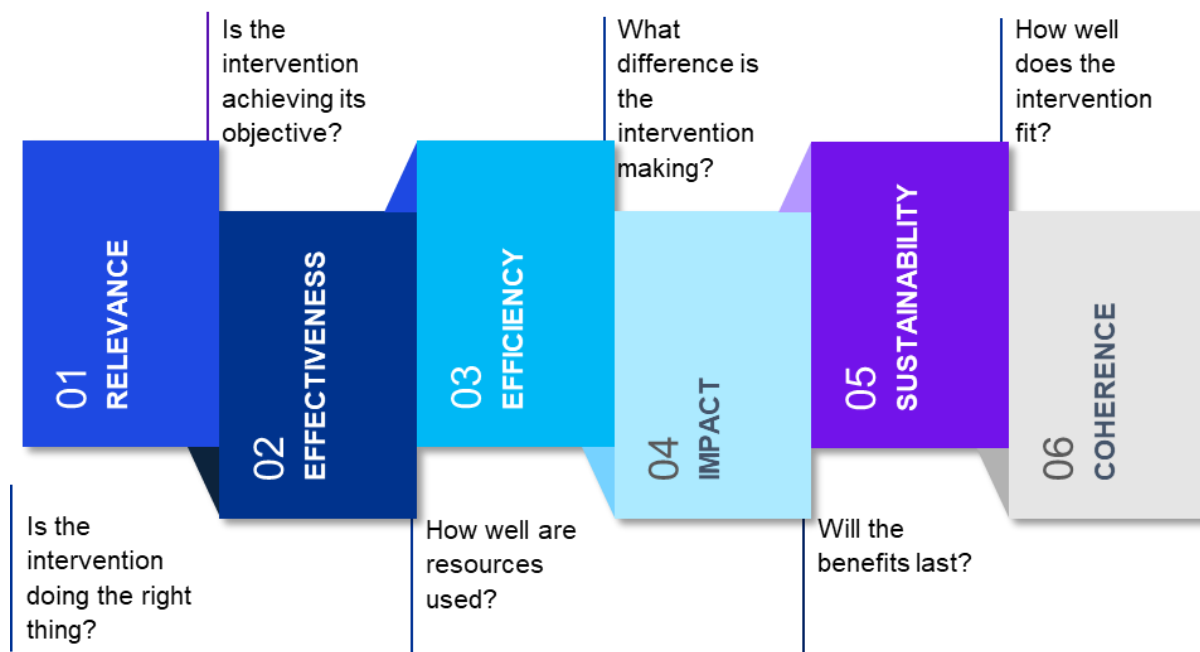 Is the
intervention
achieving its
objective?
What
difference is
the
intervention
making?
How well
does the
intervention
fit?
01
RELEVANCE
02
EFFECTIVENESS
03
EFFICIENCY
04
IMPACT
05
SUSTAINABILITY
06
COHERENCE
Is the
intervention
doing the right
thing?
How well are
resources
used?
Will the
benefits last?